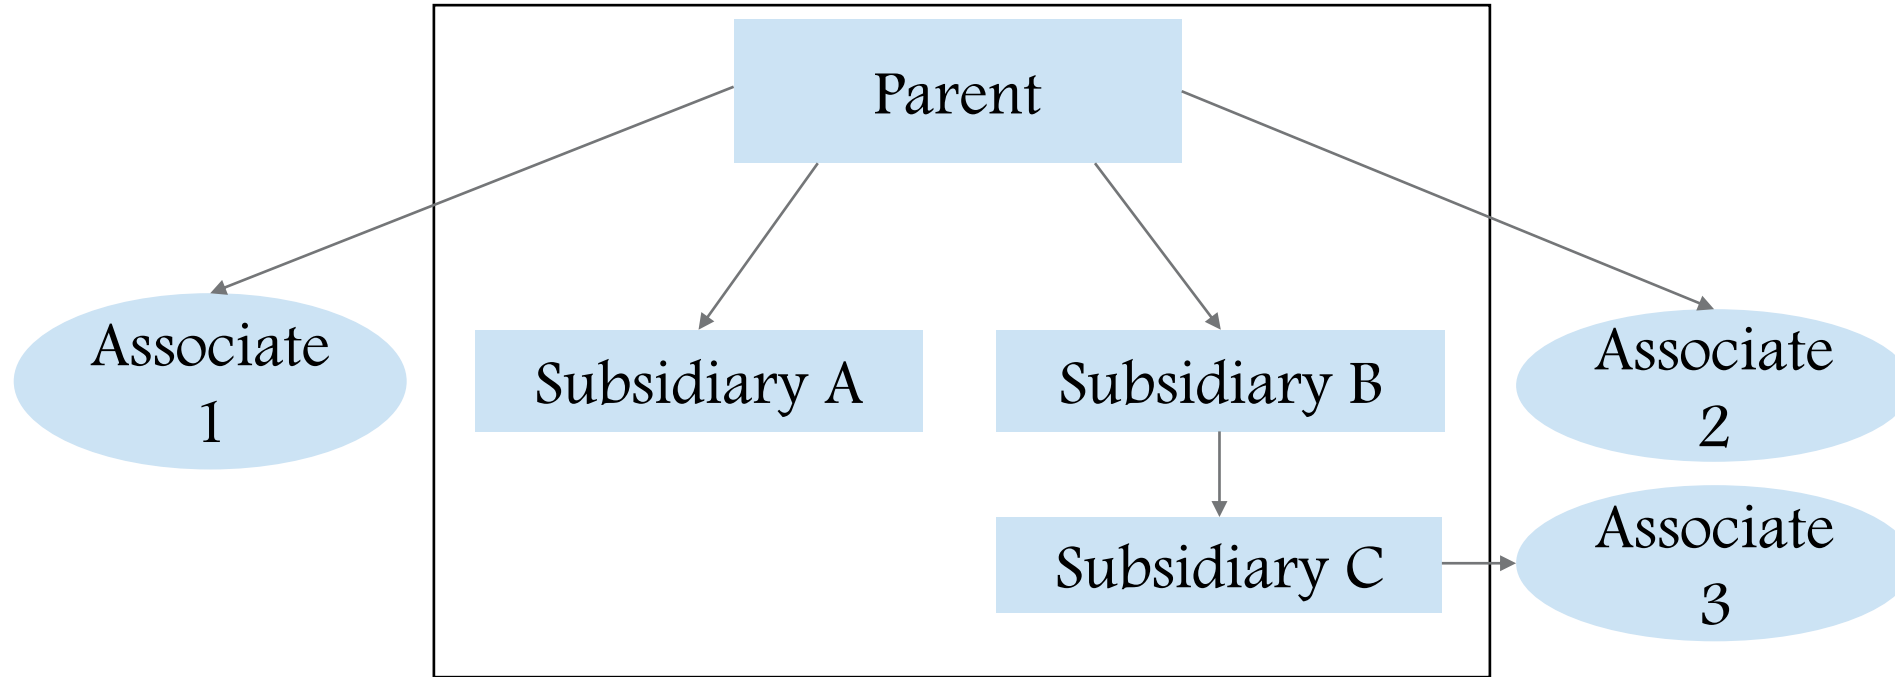 Parent
Associate
1
Subsidiary A
Subsidiary B
Associate
2
Subsidiary C
Associate
3